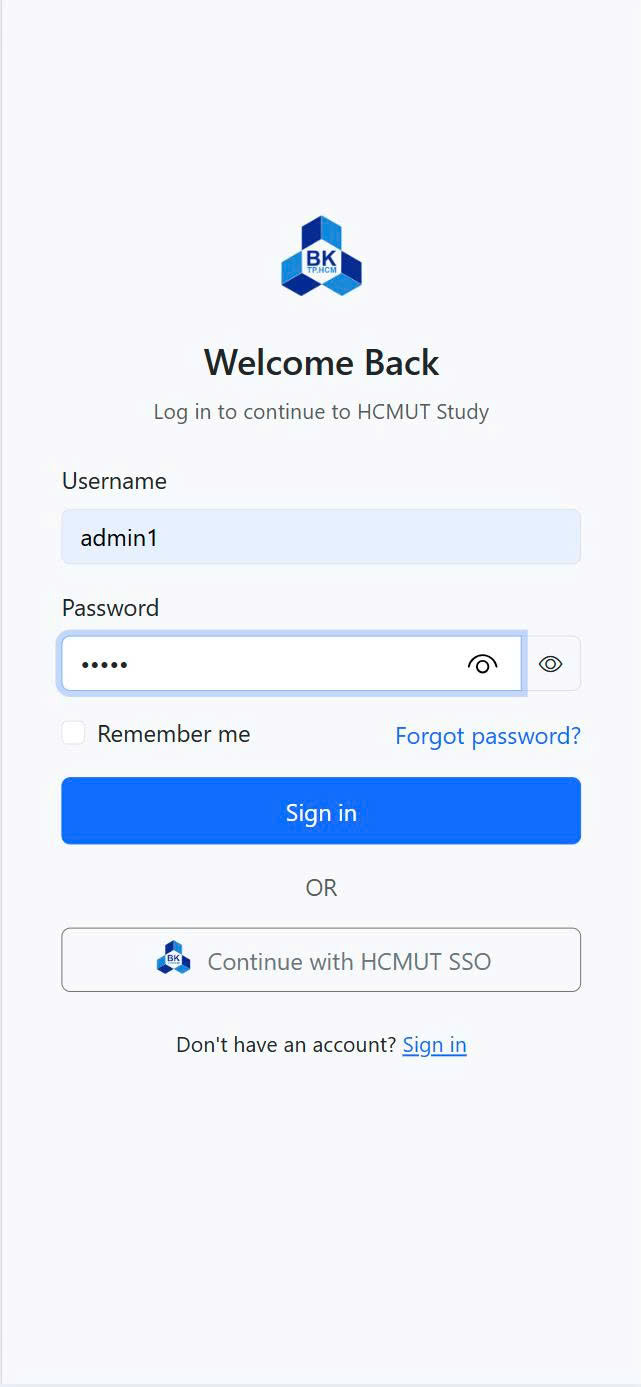 BK
TP.HCM
Welcome Back
Log in to continue to HCMUT Study
Username
admin1
Password
•••••
Remember me
Forgot password?
Sign in
OR
BK
Continue with HCMUT SSO
Don't have an account? Sign in